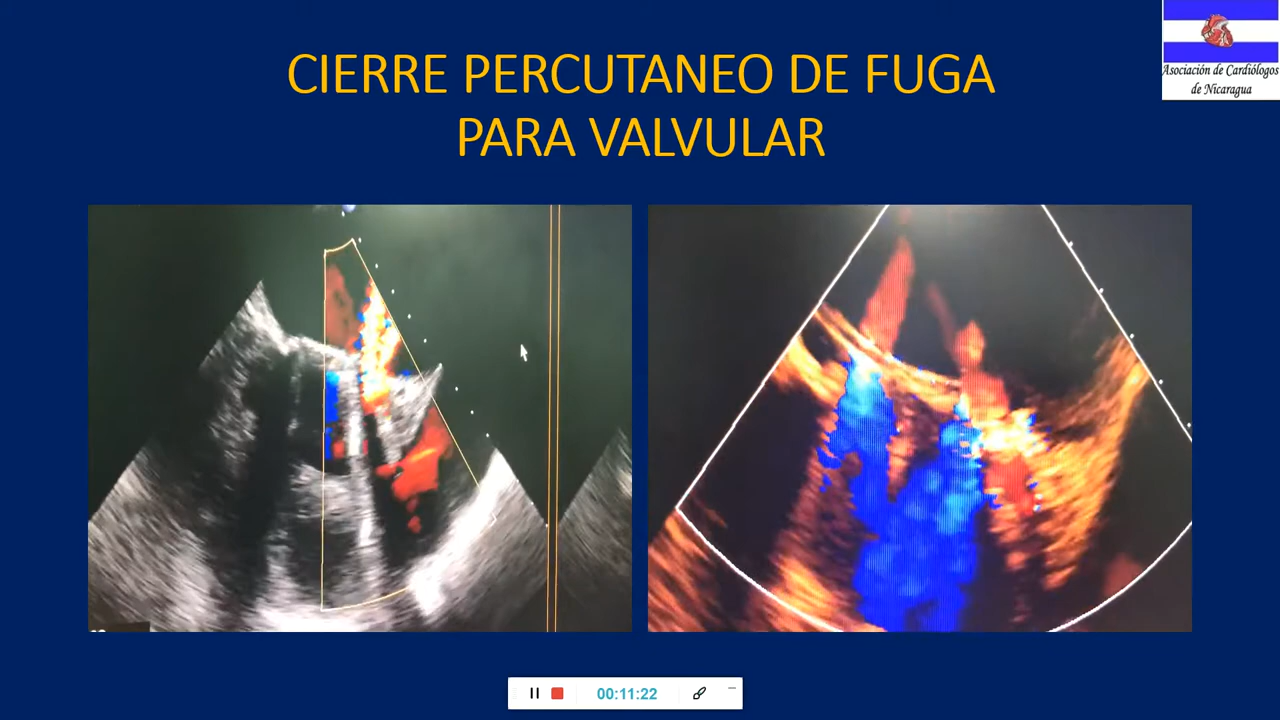 CIERRE PERCUTANEO DE FUGA
PARA VALVULAR
Asociación de Cardiólogos
de Nicaragua
00:11:22